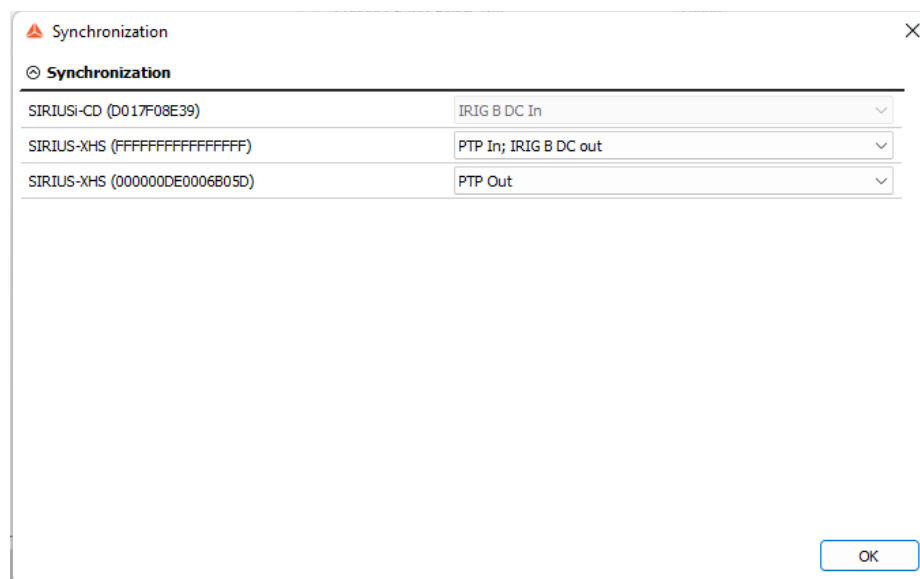 Synchronization
Synchronization
SIRIUSi-CD (D017F08E39) IRIG B DC In
SIRIUS-XHS (FFFFFFFFFFFFFFFF) PTP In; IRIG B DC out
SIRIUS-XHS (000000DE0006B05D) PTP Out
OK